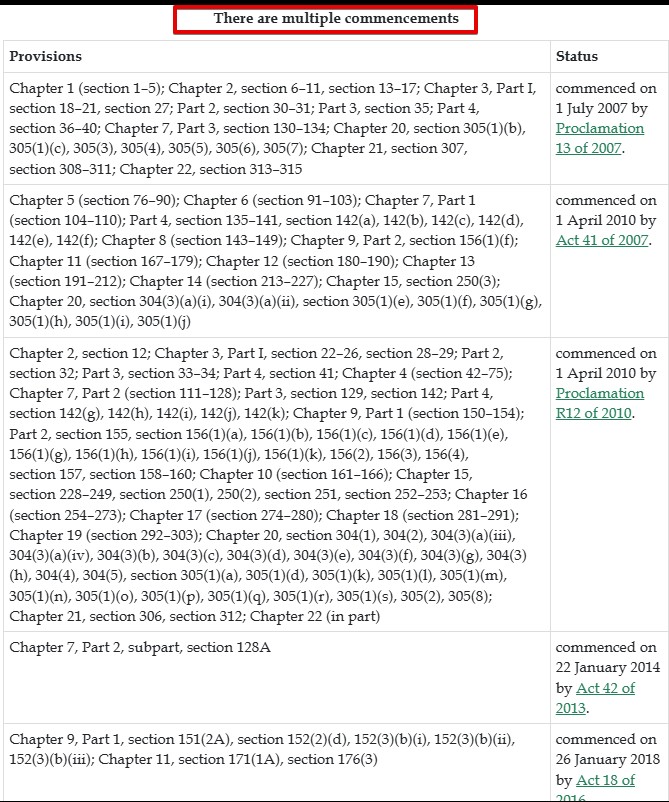 There are multiple commencements
Provisions
Status
Chapter 1 (section 1–5); Chapter 2, section 6–11, section 13–17; Chapter 3, Part I,
section 18–21, section 27; Part 2, section 30–31; Part 3, section 35; Part 4,
section 36–40; Chapter 7, Part 3, section 130–134; Chapter 20, section 305(1)(b),
305(1)(c), 305(3), 305(4), 305(5), 305(6), 305(7); Chapter 21, section 307,
section 308–311; Chapter 22, section 313–315
commenced on
1 July 2007 by
Proclamation
13 of 2007.
Chapter 5 (section 76–90); Chapter 6 (section 91–103); Chapter 7, Part 1
(section 104–110); Part 4, section 135–141, section 142(a), 142(b), 142(c), 142(d),
142(e), 142(f); Chapter 8 (section 143–149); Chapter 9, Part 2, section 156(1)(f);
Chapter 11 (section 167–179); Chapter 12 (section 180–190); Chapter 13
(section 191–212); Chapter 14 (section 213–227); Chapter 15, section 250(3);
Chapter 20, section 304(3)(a)(i), 304(3)(a)(ii), section 305(1)(e), 305(1)(f), 305(1)(g),
305(1)(h), 305(1)(i), 305(1)(j)
commenced on
1 April 2010 by
Act 41 of 2007.
Chapter 2, section 12; Chapter 3, Part I, section 22–26, section 28–29; Part 2,
section 32; Part 3, section 33–34; Part 4, section 41; Chapter 4 (section 42–75);
Chapter 7, Part 2 (section 111–128); Part 3, section 129, section 142; Part 4,
section 142(g), 142(h), 142(i), 142(j), 142(k); Chapter 9, Part 1 (section 150–154);
Part 2, section 155, section 156(1)(a), 156(1)(b), 156(1)(c), 156(1)(d), 156(1)(e),
156(1)(g), 156(1)(h), 156(1)(i), 156(1)(j), 156(1)(k), 156(2), 156(3), 156(4),
section 157, section 158–160; Chapter 10 (section 161–166); Chapter 15,
section 228–249, section 250(1), 250(2), section 251, section 252–253; Chapter 16
(section 254–273); Chapter 17 (section 274–280); Chapter 18 (section 281–291);
Chapter 19 (section 292–303); Chapter 20, section 304(1), 304(2), 304(3)(a)(iii),
304(3)(a)(iv), 304(3)(b), 304(3)(c), 304(3)(d), 304(3)(e), 304(3)(f), 304(3)(g), 304(3)
(h), 304(4), 304(5), section 305(1)(a), 305(1)(d), 305(1)(k), 305(1)(l), 305(1)(m),
305(1)(n), 305(1)(o), 305(1)(p), 305(1)(q), 305(1)(r), 305(1)(s), 305(2), 305(8);
Chapter 21, section 306, section 312; Chapter 22 (in part)
commenced on
1 April 2010 by
Proclamation
R12 of 2010.
Chapter 7, Part 2, subpart, section 128A
commenced on
22 January 2014
by Act 42 of
2013.
Chapter 9, Part 1, section 151(2A), section 152(2)(d), 152(3)(b)(i), 152(3)(b)(ii),
152(3)(b)(iii); Chapter 11, section 171(1A), section 176(3)
commenced on
26 January 2018
by Act 18 of
2016.